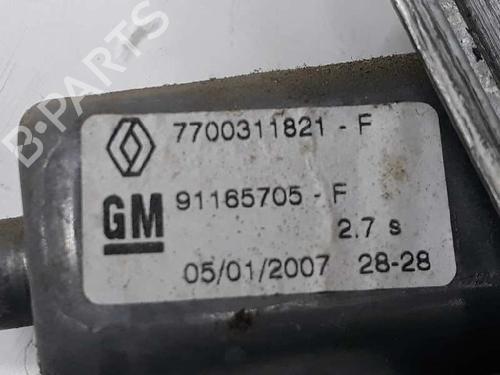 7700311821 - F
GM 91165705 - F
2.7 s
05/01/2007 28-28
B-PARTS